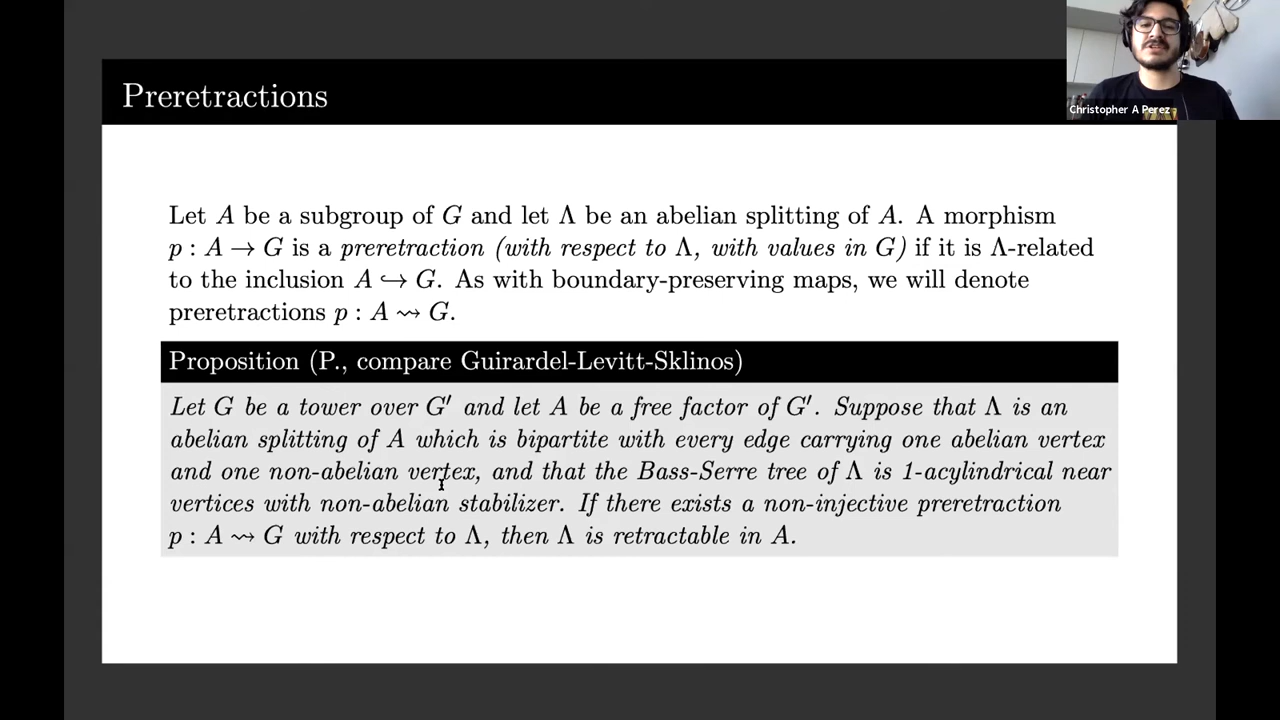 Preretractions
Christopher A Perez
Let A be a subgroup of G and let Λ be an abelian splitting of A. A morphism
p : A → G is a preretraction (with respect to Λ, with values in G) if it is Λ-related
to the inclusion A ↪ G. As with boundary-preserving maps, we will denote
preretractions p : A ⇝ G.
Proposition (P., compare Guirardel-Levitt-Sklinos)
Let G be a tower over G′ and let A be a free factor of G′. Suppose that Λ is an
abelian splitting of A which is bipartite with every edge carrying one abelian vertex
and one non-abelian vertex, and that the Bass-Serre tree of Λ is 1-acylindrical near
vertices with non-abelian stabilizer. If there exists a non-injective preretraction
p : A ⇝ G with respect to Λ, then Λ is retractable in A.